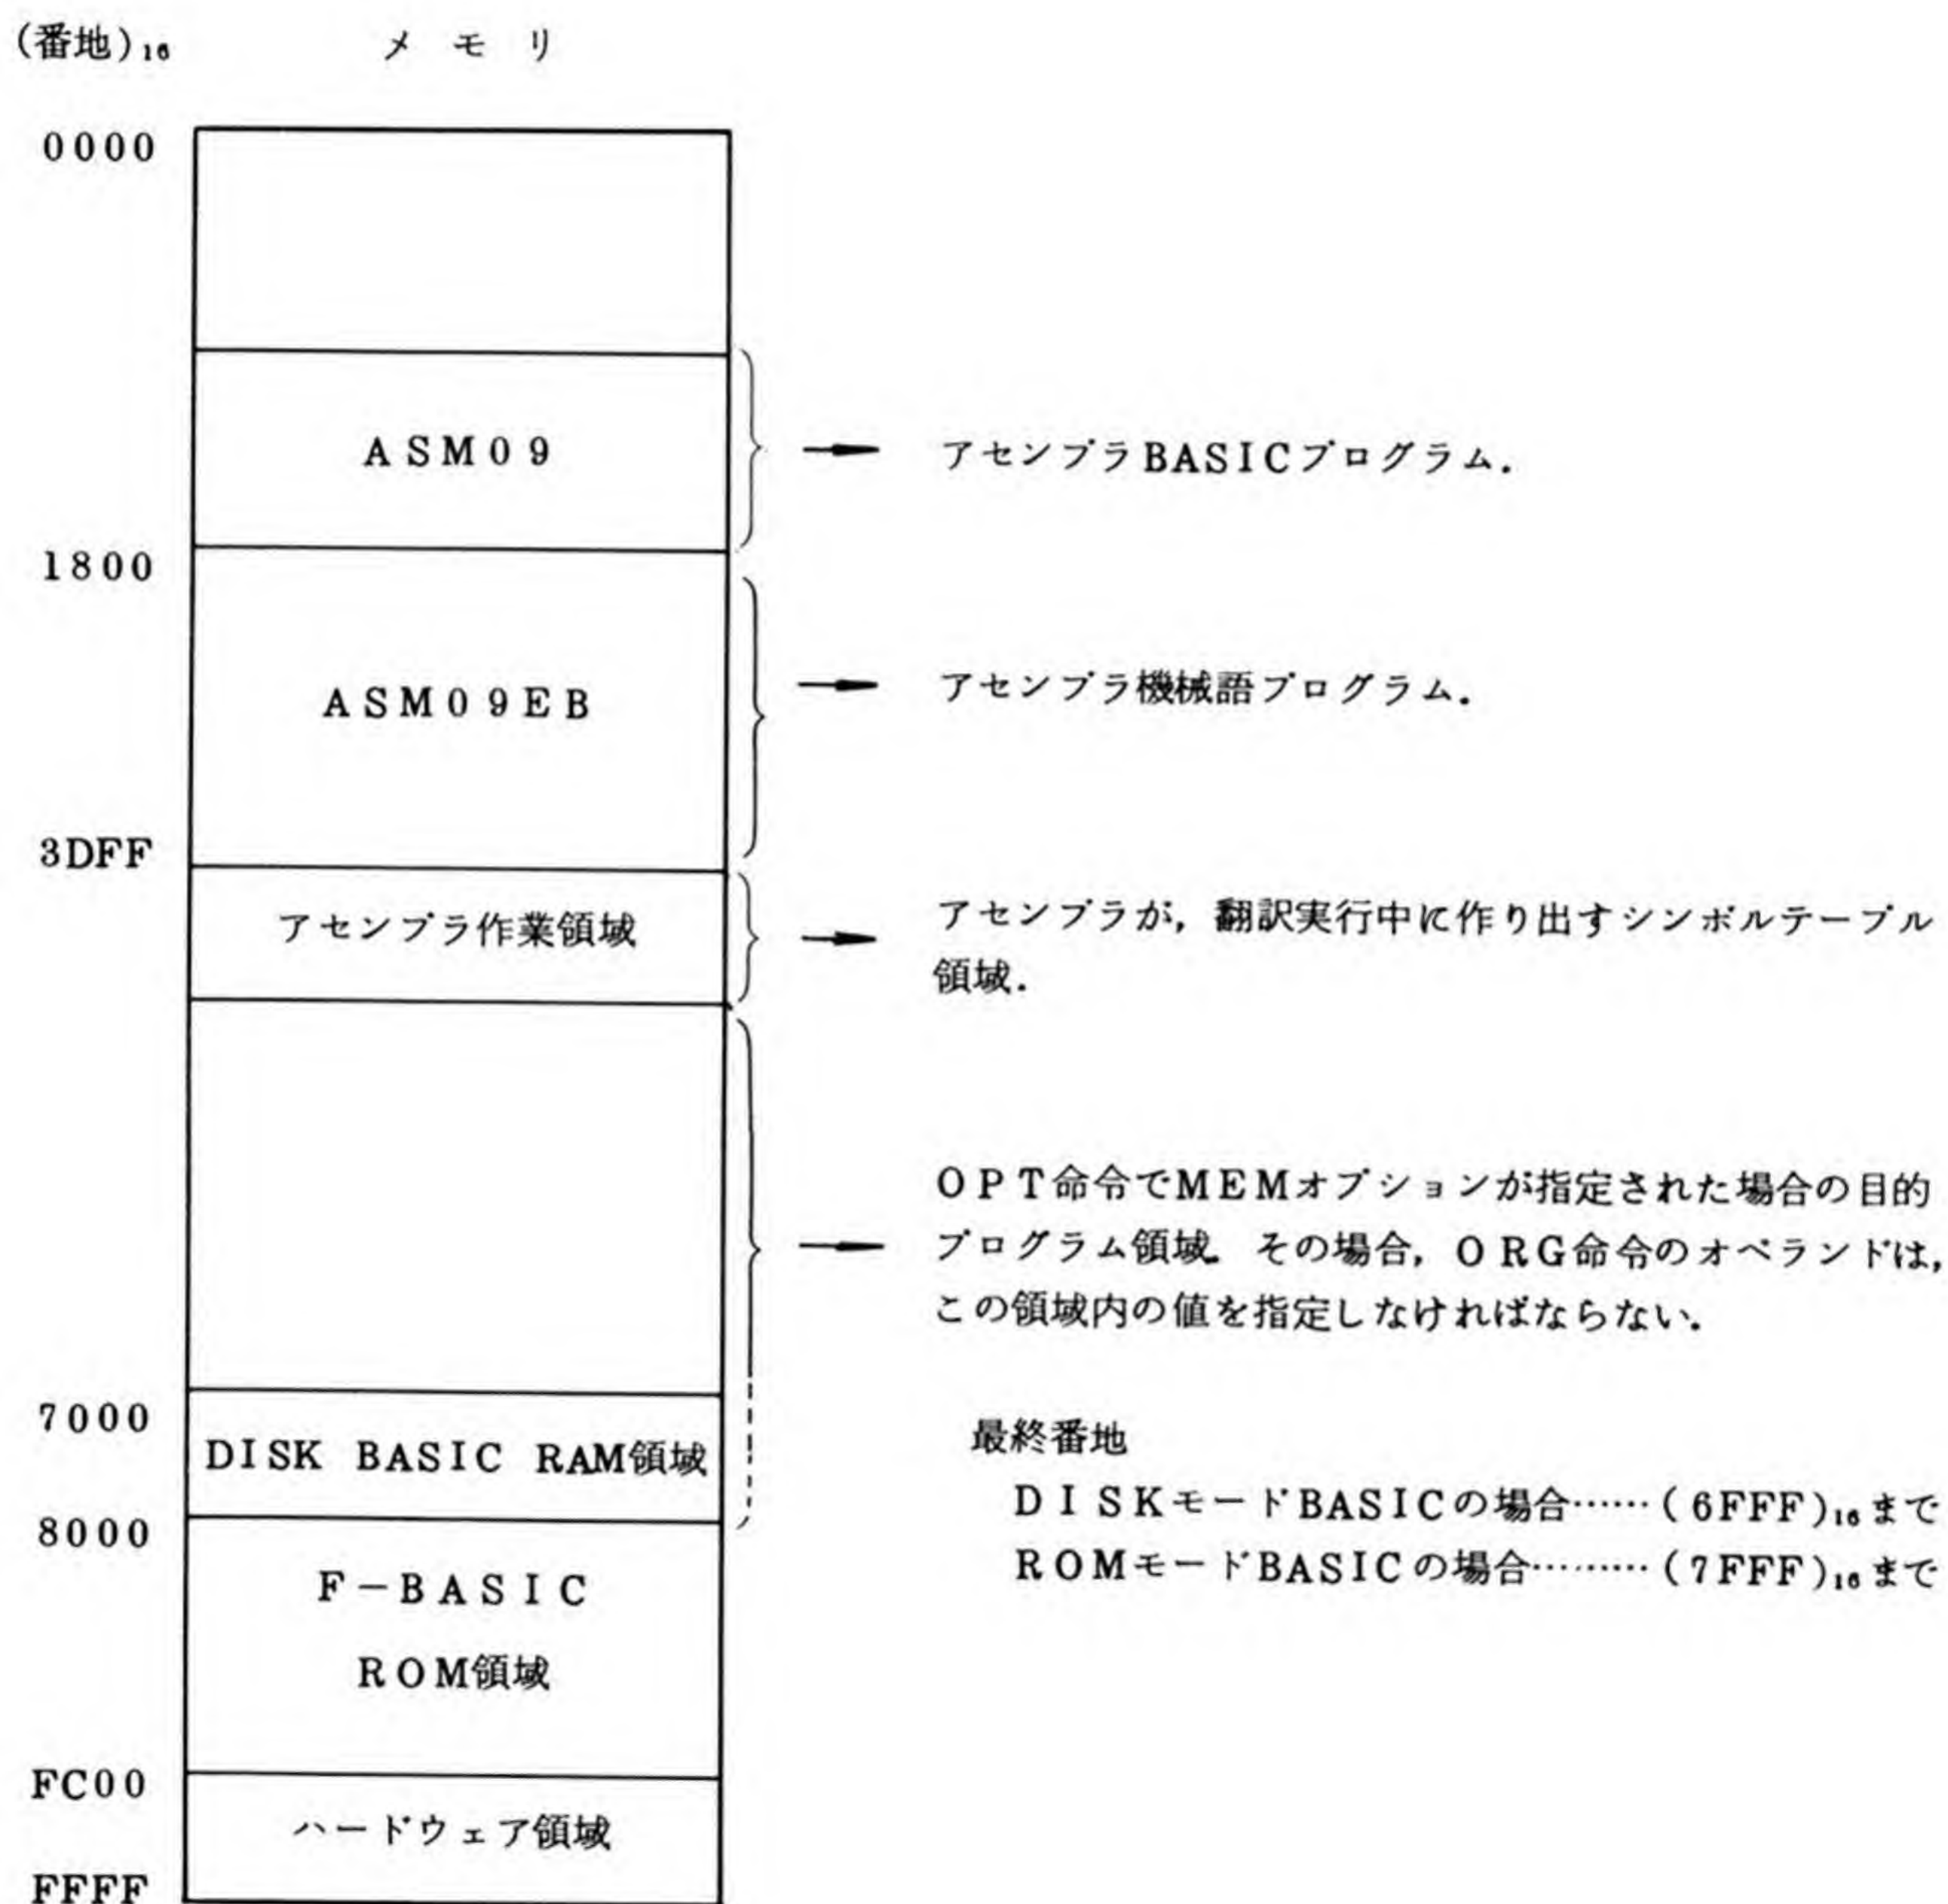 (番地)₁₆ メモリ
0000
ASM09
アセンブラBASICプログラム.
1800
ASM09EB
アセンブラ機械語プログラム.
3DFF
アセンブラ作業領域
アセンブラが, 翻訳実行中に作り出すシンボルテーブル
領域.
OPT命令でMEMオプションが指定された場合の目的
プログラム領域. その場合, ORG命令のオペランドは,
この領域内の値を指定しなければならない.
7000
DISK BASIC RAM領域
最終番地
DISKモードBASICの場合……(6FFF)₁₆まで
ROMモードBASICの場合………(7FFF)₁₆まで
8000
F-BASIC
ROM領域
FC00
ハードウェア領域
FFFF